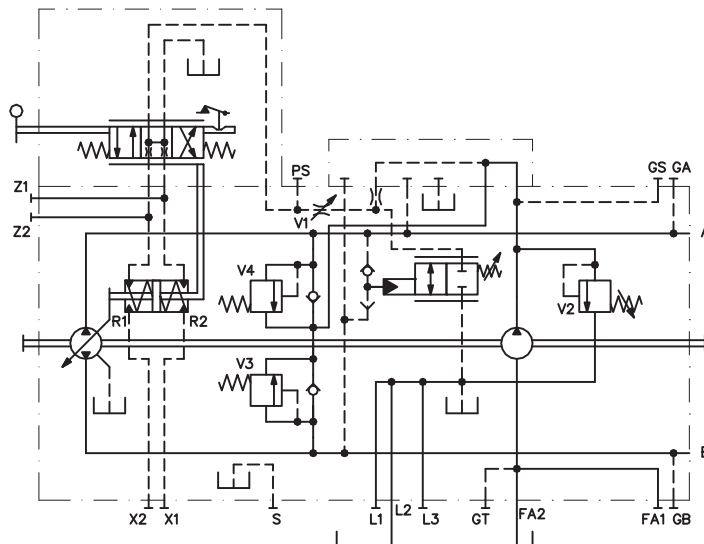 PS
GS GA
Z1
V1
Z2
A
V4
R1 R2
V2
V3
B
X2 X1 S L1 L2 L3 GT FA2 FA1 GB